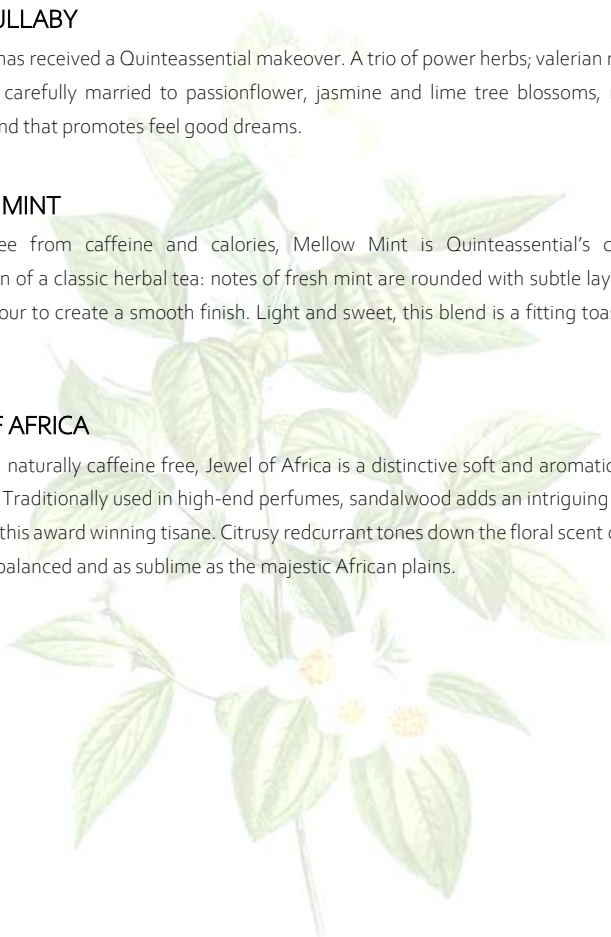 ULLABY
has received a Quinteassential makeover. A trio of power herbs; valerian
carefully married to passionflower, jasmine and lime tree blossoms,
nd that promotes feel good dreams.
MINT
ee from caffeine and calories, Mellow Mint is Quinteassential's
n of a classic herbal tea: notes of fresh mint are rounded with subtle lay
our to create a smooth finish. Light and sweet, this blend is a fitting toas
F AFRICA
naturally caffeine free, Jewel of Africa is a distinctive soft and aromatic
Traditionally used in high-end perfumes, sandalwood adds an intriguing
this award winning tisane. Citrusy redcurrant tones down the floral scent
balanced and as sublime as the majestic African plains.